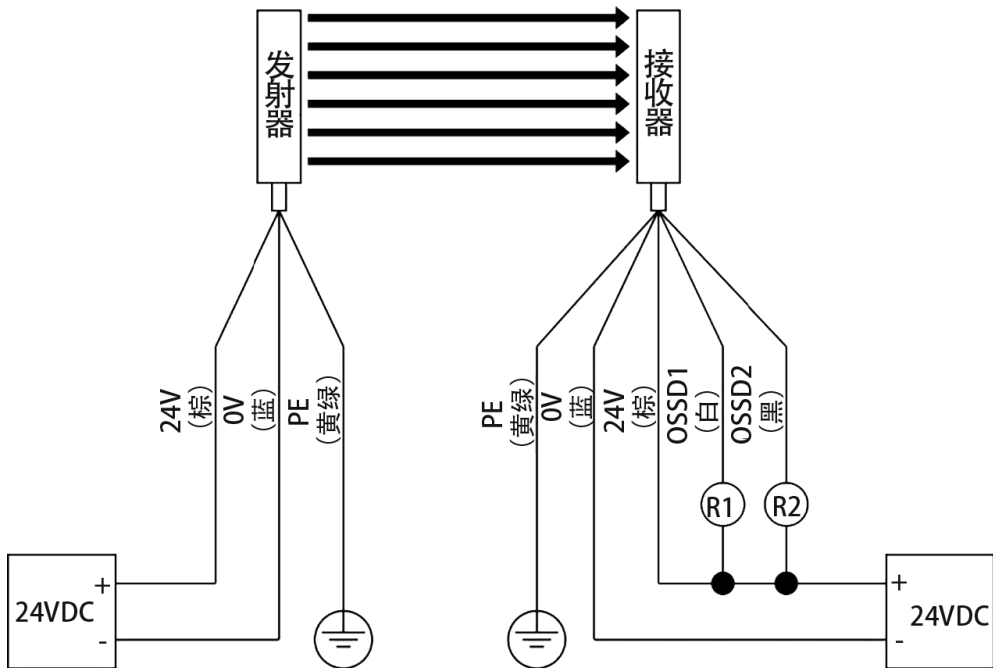 发射器
接收器
24V
(棕)
0V
(蓝)
PE
(黄绿)
PE
(黄绿)
0V
(蓝)
24V
(棕)
OSSD1
(白)
OSSD2
(黑)
R1
R2
24VDC
+
-
24VDC
+
-